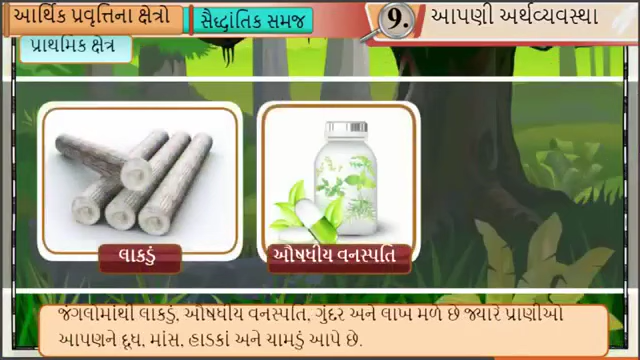 આર્થિક પ્રવૃત્તિના ક્ષેત્રો
સૈદ્ધાંતિક સમજ
9.
આપણી અર્થવ્યવસ્થા
પ્રાથમિક ક્ષેત્ર
લાકડું
ઔષધીય વનસ્પતિ
જંગલોમાંથી લાકડું, ઔષધીય વનસ્પતિ, ગુંદર અને લાખ મળે છે જ્યારે પ્રાણીઓ
આપણને દૂધ, માંસ, હાડકાં અને ચામડું આપે છે.